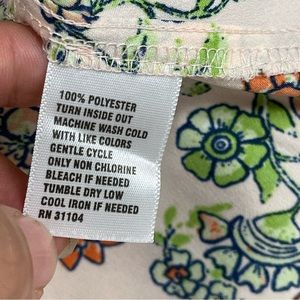 100% POLYESTER
TURN INSIDE OUT
MACHINE WASH COLD
WITH LIKE COLORS
GENTLE CYCLE
ONLY NON CHLORINE
BLEACH IF NEEDED
TUMBLE DRY LOW
COOL IRON IF NEEDED
RN 31104